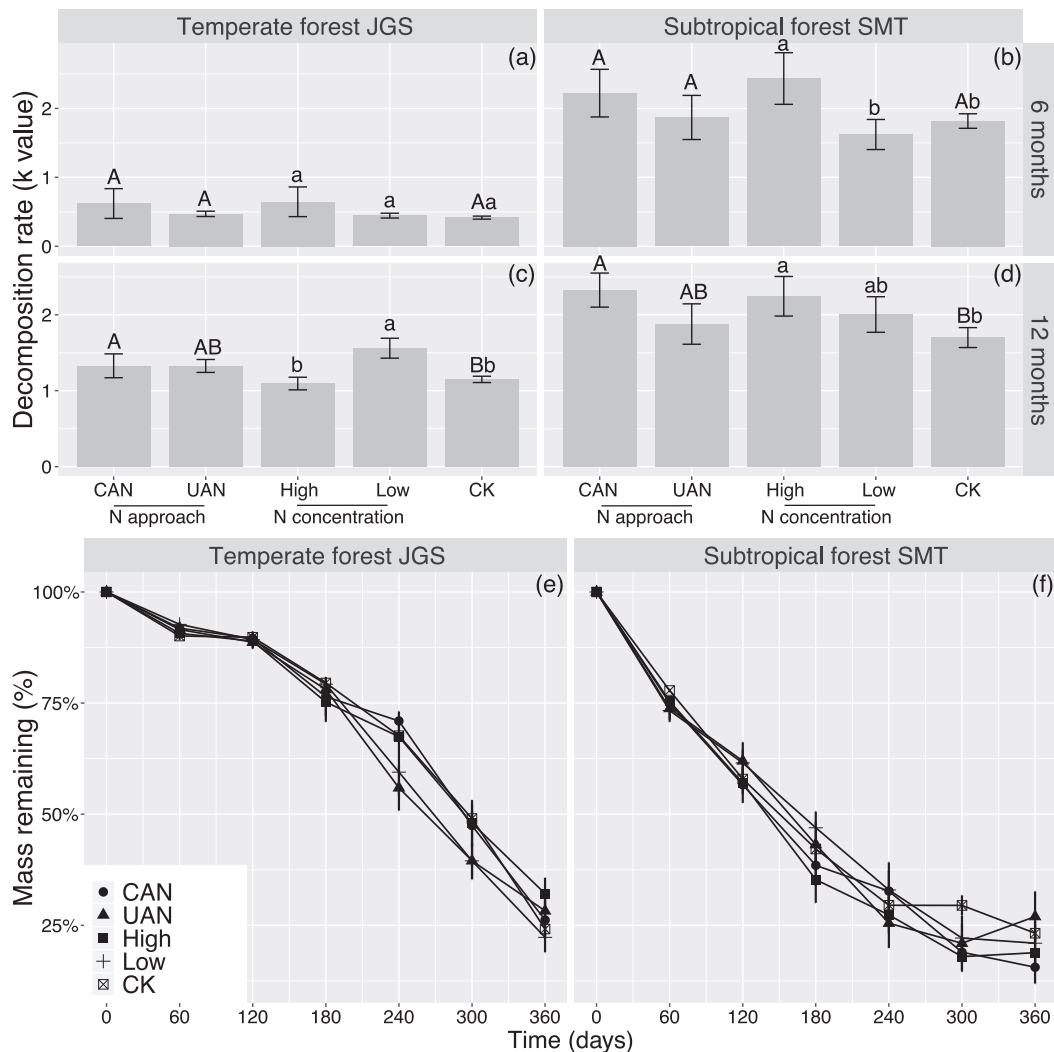 Temperate forest JGS
Subtropical forest SMT
Decomposition rate (k value)
(a)
2
1
0
A
A
a
a
Aa
(b)
A
A
a
b
Ab
6 months
(c)
2
1
0
A
AB
b
a
Bb
(d)
A
AB
a
ab
Bb
12 months
CAN UAN High Low CK
N approach N concentration
CAN UAN High Low CK
N approach N concentration
Temperate forest JGS
Subtropical forest SMT
Mass remaining (%)
(e)
(f)
100%
75%
50%
25%
CAN
UAN
High
Low
CK
0 60 120 180 240 300 360
0 60 120 180 240 300 360
Time (days)